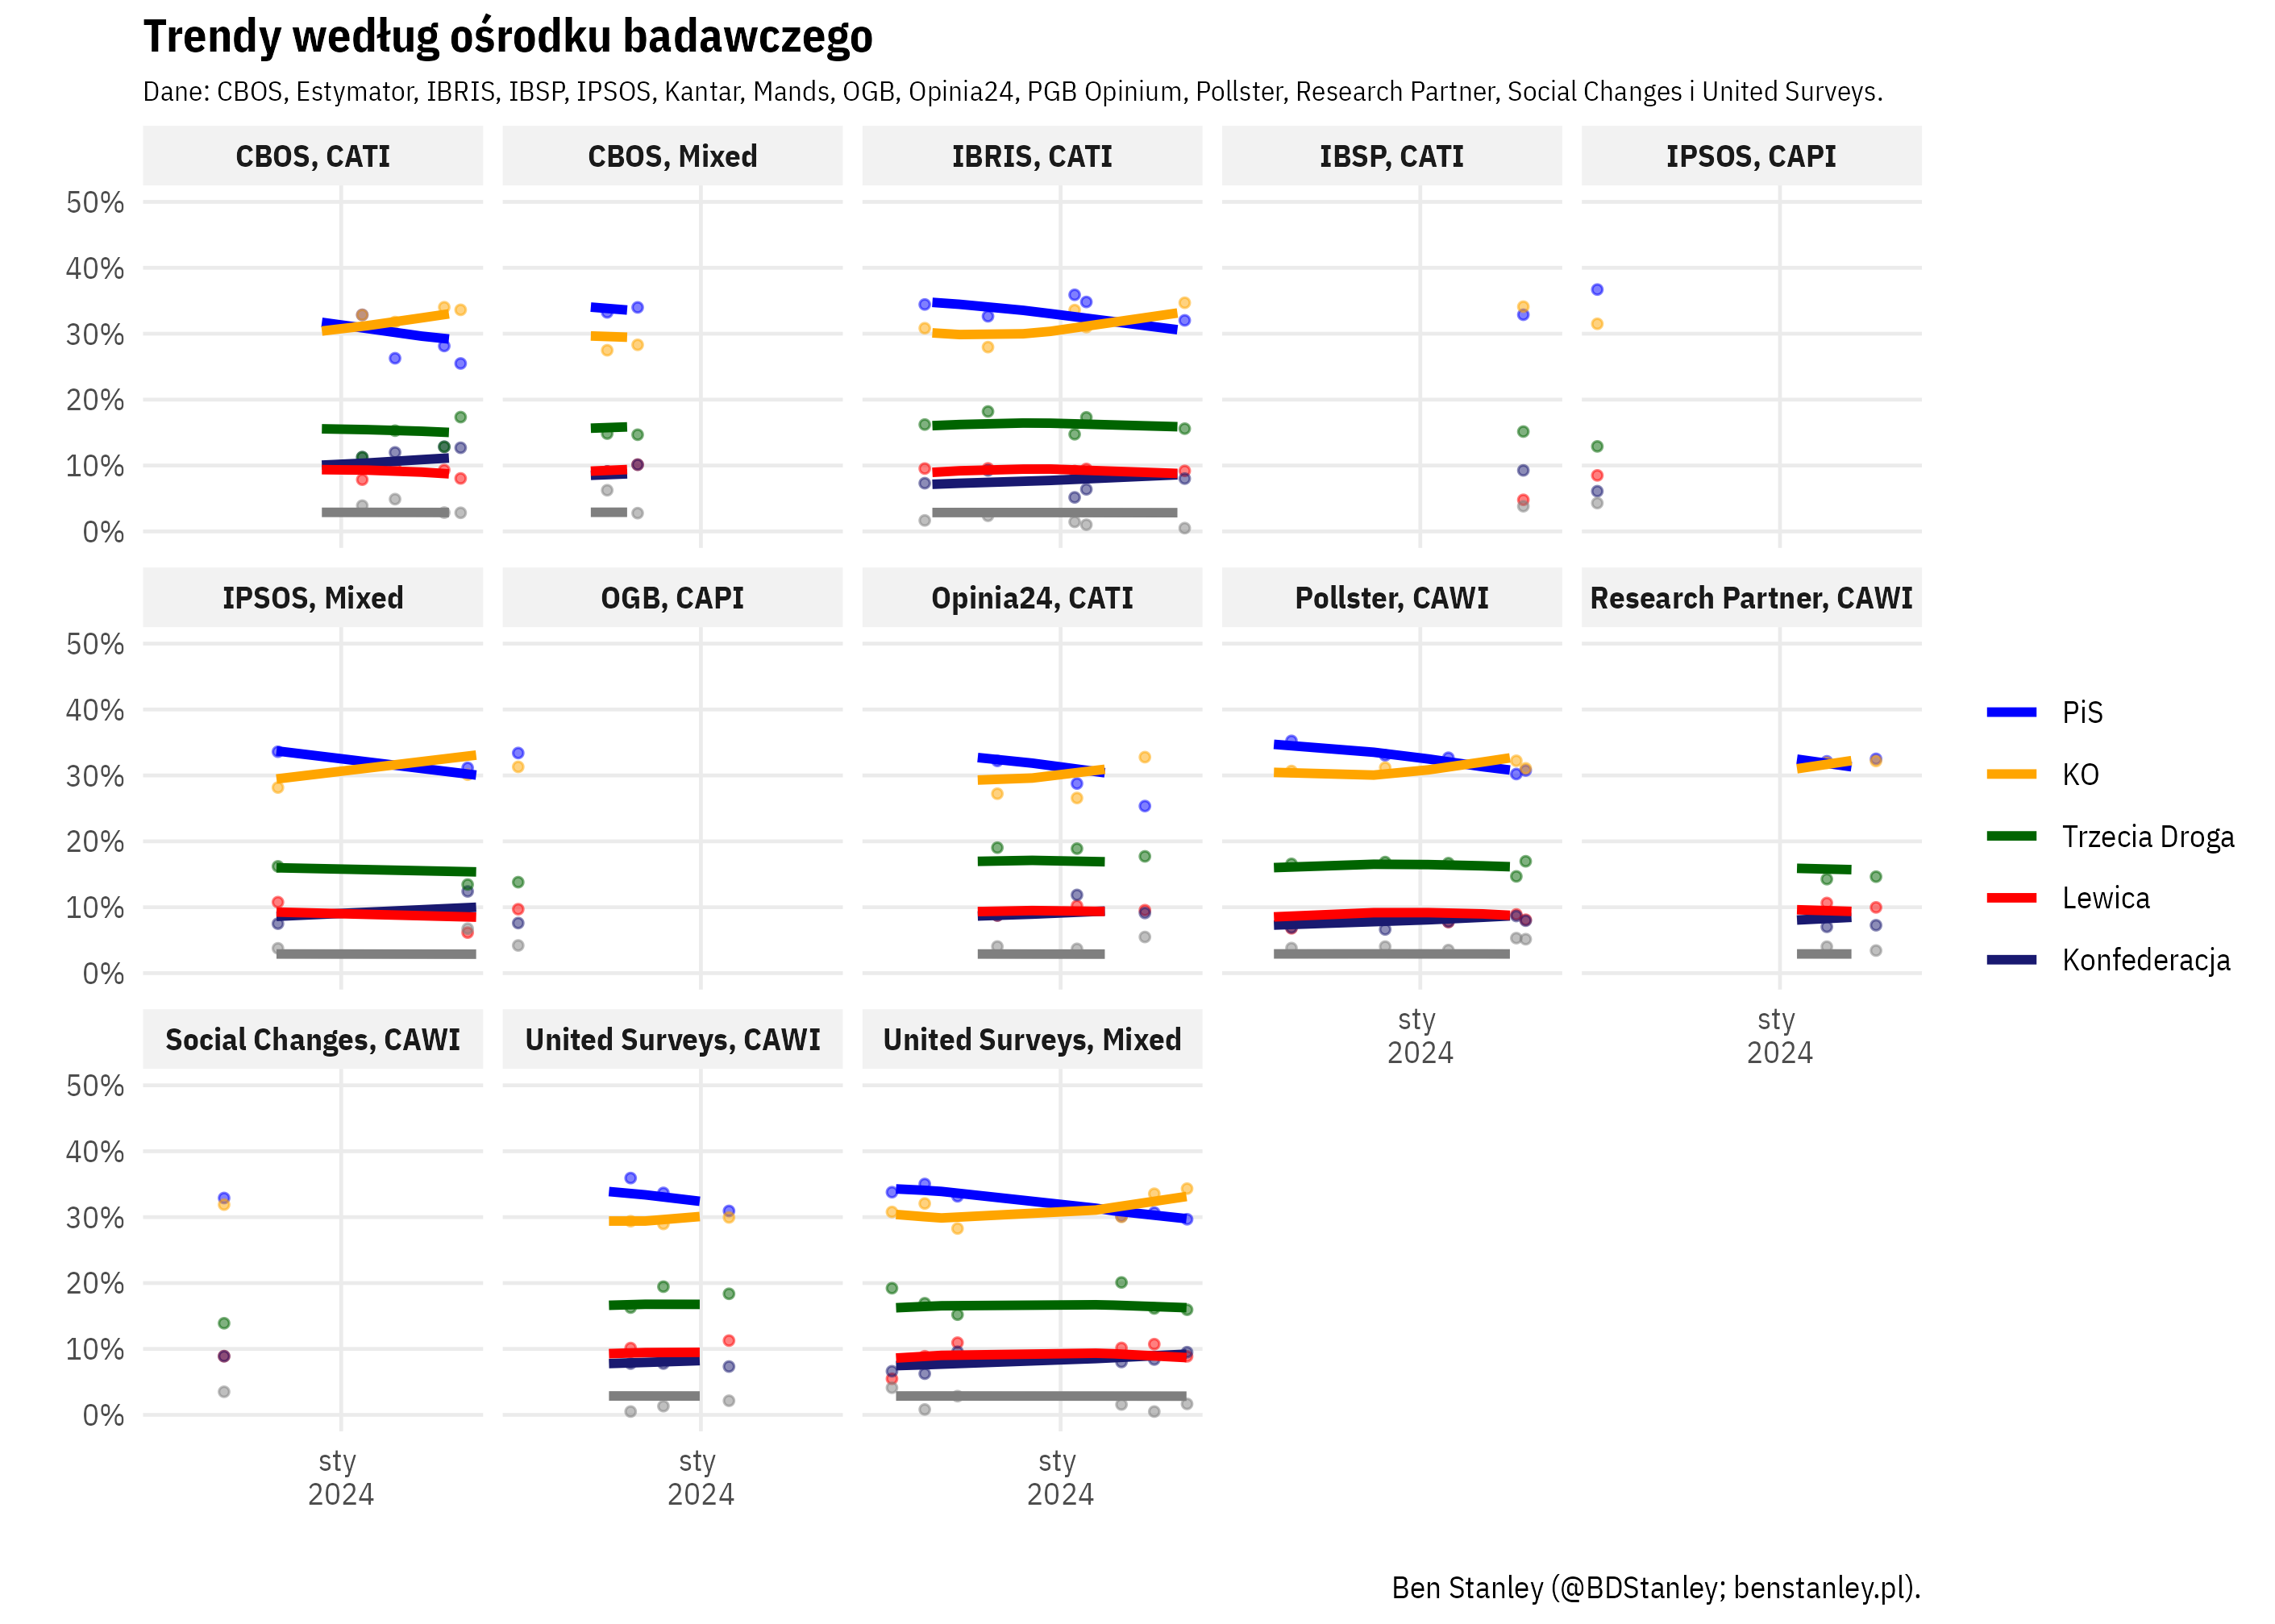 Trendy według ośrodku badawczego
Dane: CBOS, Estymator, IBRIS, IBSP, IPSOS, Kantar, Mands, OGB, Opinia24, PGB Opinium, Pollster, Research Partner, Social Changes i United Surveys.
CBOS, CATI
CBOS, Mixed
IBRIS, CATI
IBSP, CATI
IPSOS, CAPI
50%
40%
30%
20%
10%
0%
IPSOS, Mixed
OGB, CAPI
Opinia24, CATI
Pollster, CAWI
Research Partner, CAWI
50%
40%
30%
20%
10%
0%
sty
2024
sty
2024
PiS
KO
Trzecia Droga
Lewica
Konfederacja
Social Changes, CAWI
United Surveys, CAWI
United Surveys, Mixed
50%
40%
30%
20%
10%
0%
sty
2024
sty
2024
sty
2024
Ben Stanley (@BDStanley; benstanley.pl).